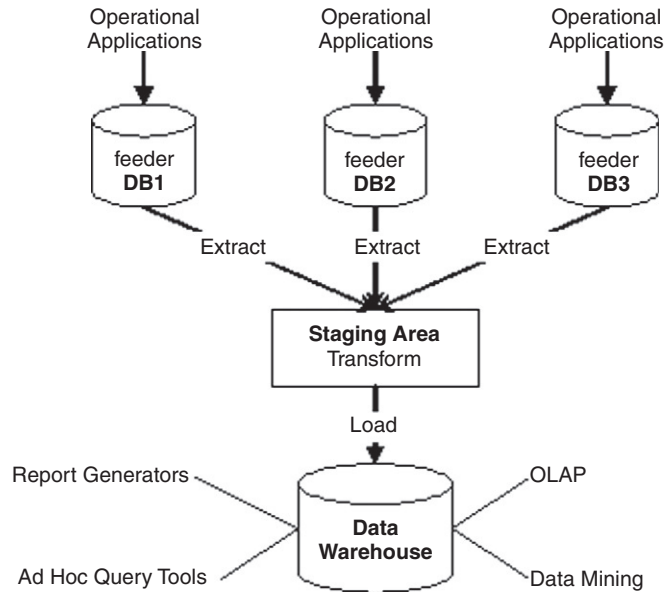 Operational
Applications
Operational
Applications
Operational
Applications
feeder
DB1
feeder
DB2
feeder
DB3
Extract
Extract
Extract
Staging Area
Transform
Load
Report Generators
OLAP
Data
Warehouse
Ad Hoc Query Tools
Data Mining